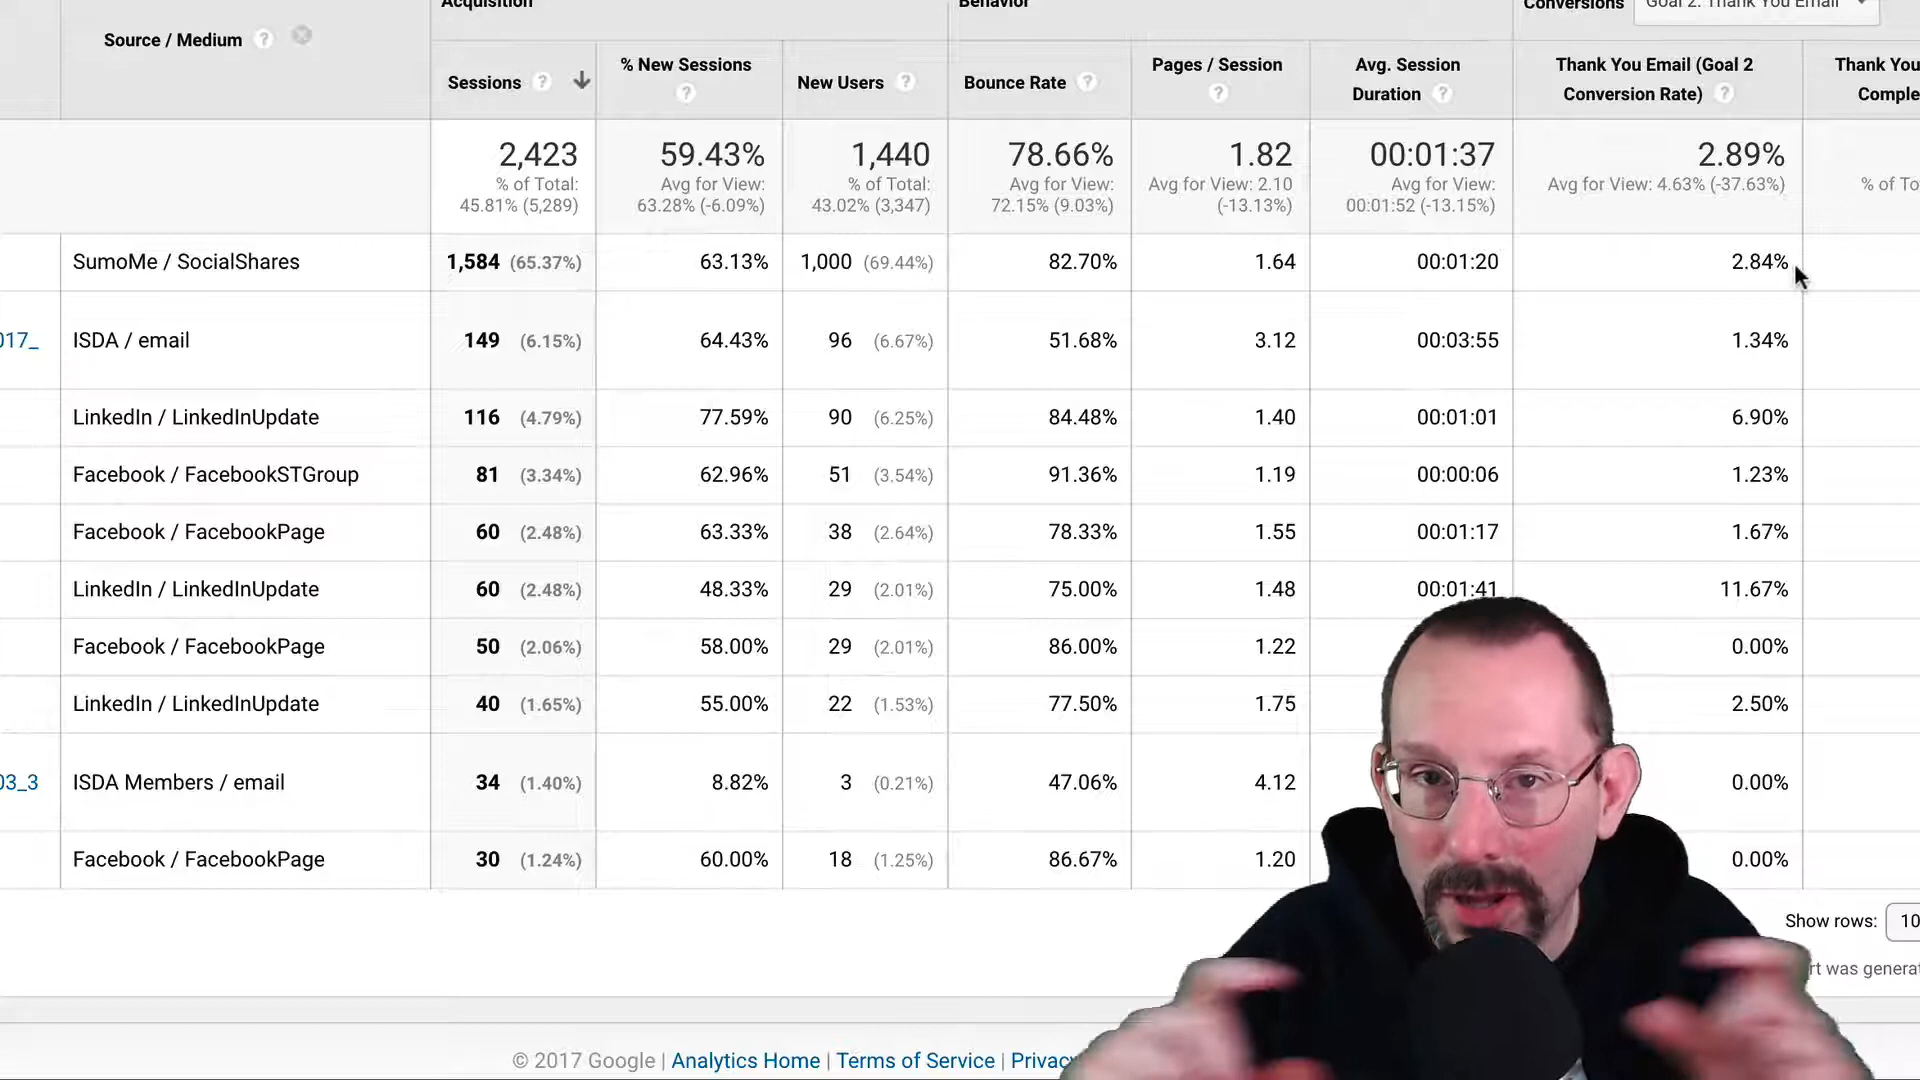 Acquisition
Behavior
Conversions
Goal 2: Thank You Email
Source / Medium ?
Sessions ?
% New Sessions
?
New Users ?
Bounce Rate ?
Pages / Session
?
Avg. Session
Duration ?
Thank You Email (Goal 2
Conversion Rate) ?
Thank You
Comple
2,423
% of Total:
45.81% (5,289)
59.43%
Avg for View:
63.28% (-6.09%)
1,440
% of Total:
43.02% (3,347)
78.66%
Avg for View:
72.15% (9.03%)
1.82
Avg for View: 2.10
(-13.13%)
00:01:37
Avg for View:
00:01:52 (-13.15%)
2.89%
Avg for View: 4.63% (-37.63%)
% of To
SumoMe / SocialShares 1,584 (65.37%) 63.13% 1,000 (69.44%) 82.70% 1.64 00:01:20 2.84%
017_ ISDA / email 149 (6.15%) 64.43% 96 (6.67%) 51.68% 3.12 00:03:55 1.34%
LinkedIn / LinkedInUpdate 116 (4.79%) 77.59% 90 (6.25%) 84.48% 1.40 00:01:01 6.90%
Facebook / FacebookSTGroup 81 (3.34%) 62.96% 51 (3.54%) 91.36% 1.19 00:00:06 1.23%
Facebook / FacebookPage 60 (2.48%) 63.33% 38 (2.64%) 78.33% 1.55 00:01:17 1.67%
LinkedIn / LinkedInUpdate 60 (2.48%) 48.33% 29 (2.01%) 75.00% 1.48 00:01:41 11.67%
Facebook / FacebookPage 50 (2.06%) 58.00% 29 (2.01%) 86.00% 1.22 0.00%
LinkedIn / LinkedInUpdate 40 (1.65%) 55.00% 22 (1.53%) 77.50% 1.75 2.50%
03_3 ISDA Members / email 34 (1.40%) 8.82% 3 (0.21%) 47.06% 4.12 0.00%
Facebook / FacebookPage 30 (1.24%) 60.00% 18 (1.25%) 86.67% 1.20 0.00%
Show rows: 10
rt was generat
© 2017 Google | Analytics Home | Terms of Service | Privacy